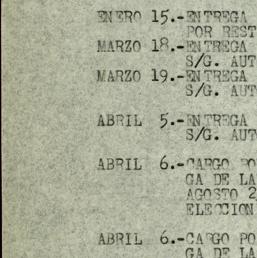 ENERO 15.-ENTREGA
POR REST
MARZO 18.-ENTREGA
S/G. AUT
MARZO 19.-ENTREGA
S/G. AUT
ABRIL 5.-ENTREGA
S/G. AUT
ABRIL 6.-CARGO PO
GA DE LA
AGOSTO 2
ELECCION
ABRIL 6.-CARGO PO
GA DE LA